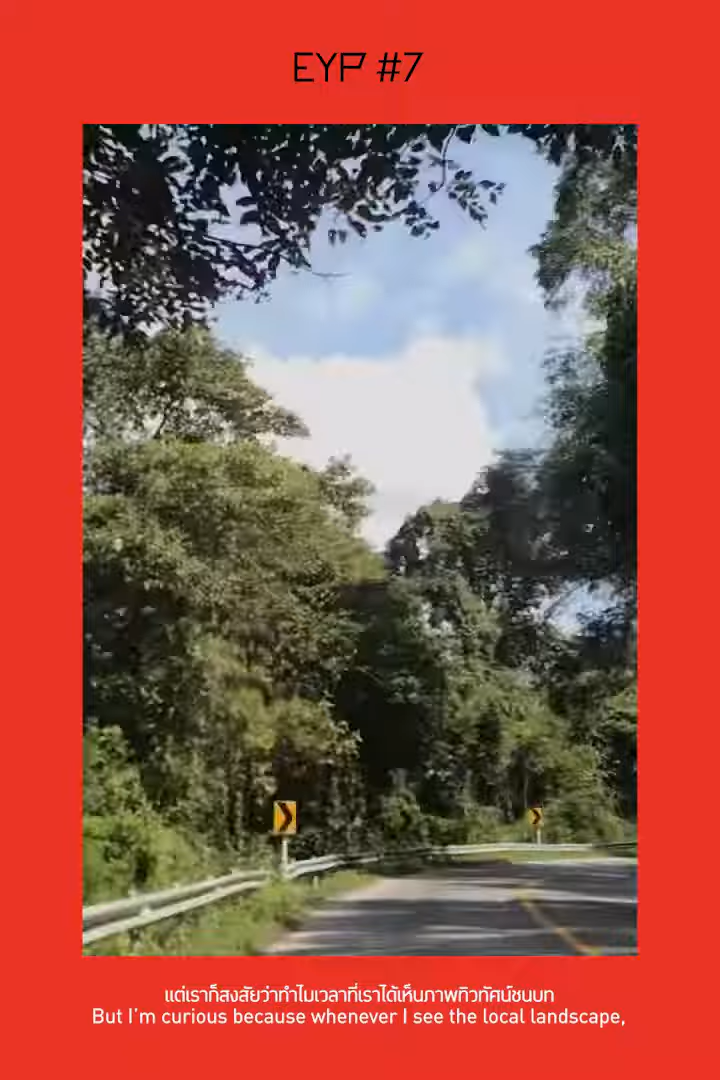 EYP #7
แต่เราก็สงสัยว่าทำไมเวลาที่เราได้เห็นภาพทิวทัศน์ชนบท
But I'm curious because whenever I see the local landscape,